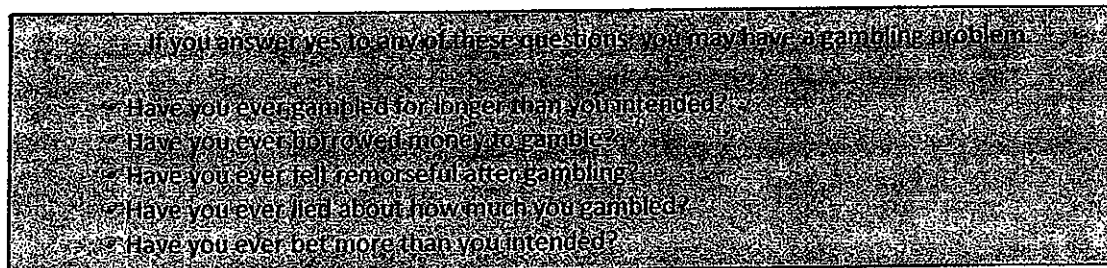 If you answer yes to any of these questions, you may have a gambling problem.
• Have you ever gambled for longer than you intended?
• Have you ever borrowed money to gamble?
• Have you ever felt remorseful after gambling?
• Have you ever lied about how much you gambled?
• Have you ever bet more than you intended?